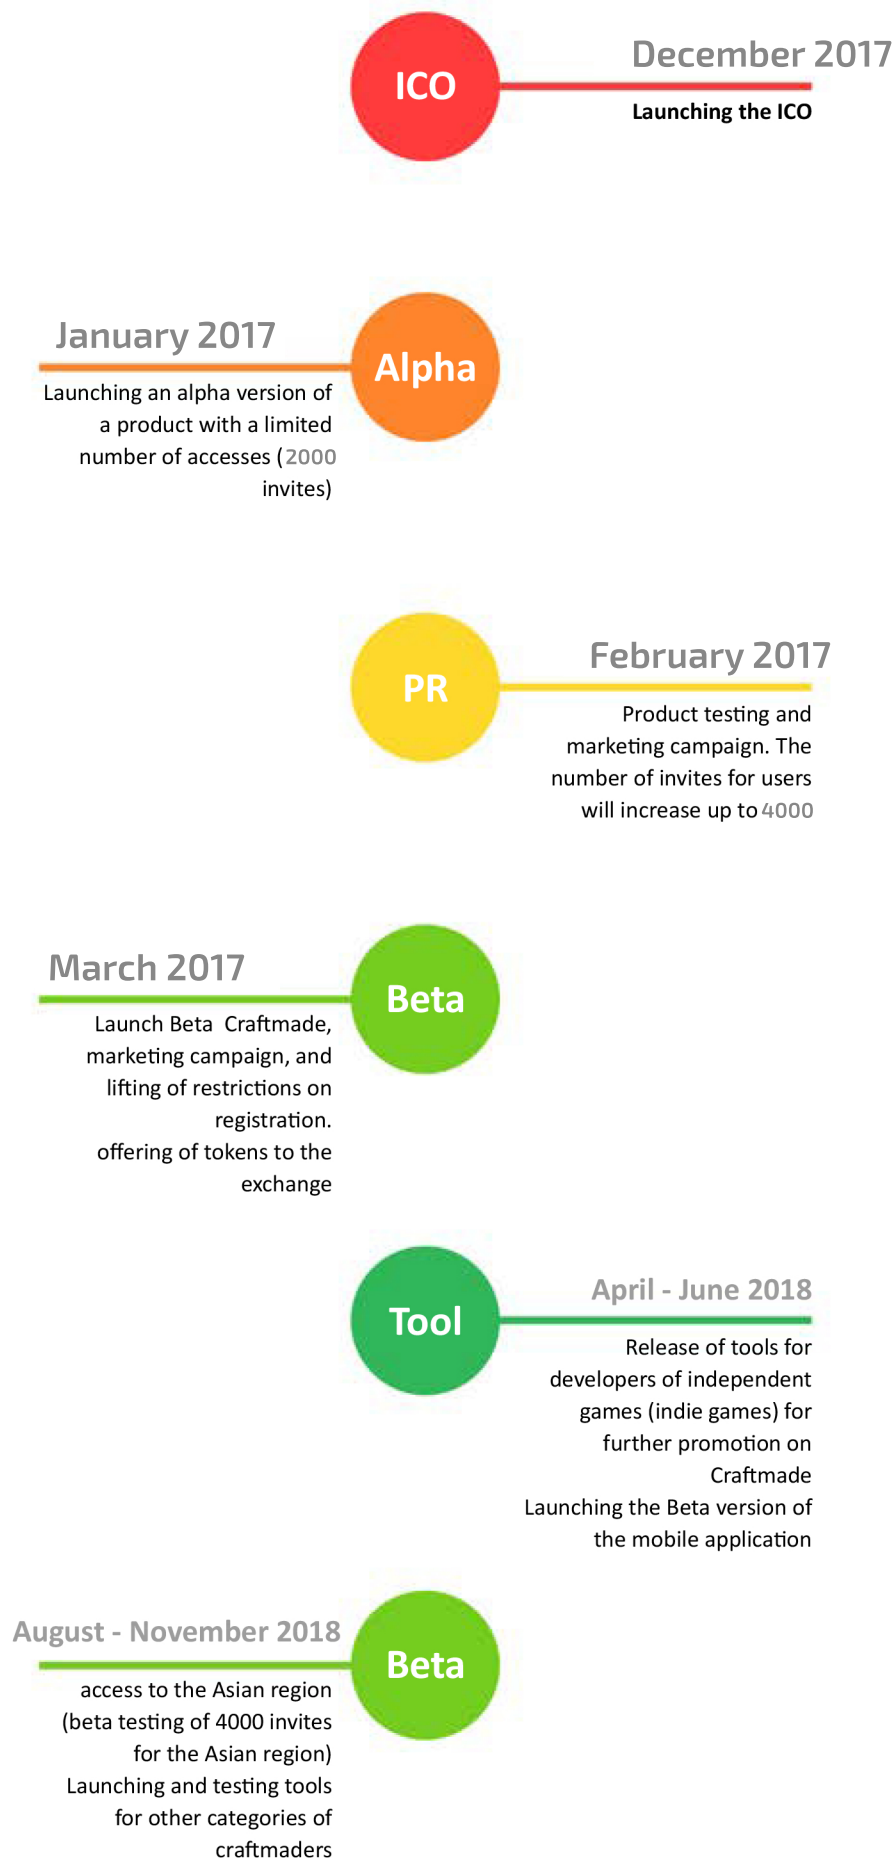 ICO
December 2017
Launching the ICO
January 2017
Alpha
Launching an alpha version of
a product with a limited
number of accesses (2000
invites)
PR
February 2017
Product testing and
marketing campaign. The
number of invites for users
will increase up to 4000
March 2017
Beta
Launch Beta  Craftmade,
marketing campaign, and
lifting of restrictions on
registration.
offering of tokens to the
exchange
Tool
April - June 2018
Release of tools for
developers of independent
games (indie games) for
further promotion on
Craftmade
Launching the Beta version of
the mobile application
August - November 2018
Beta
access to the Asian region
(beta testing of 4000 invites
for the Asian region)
Launching and testing tools
for other categories of
craftmaders